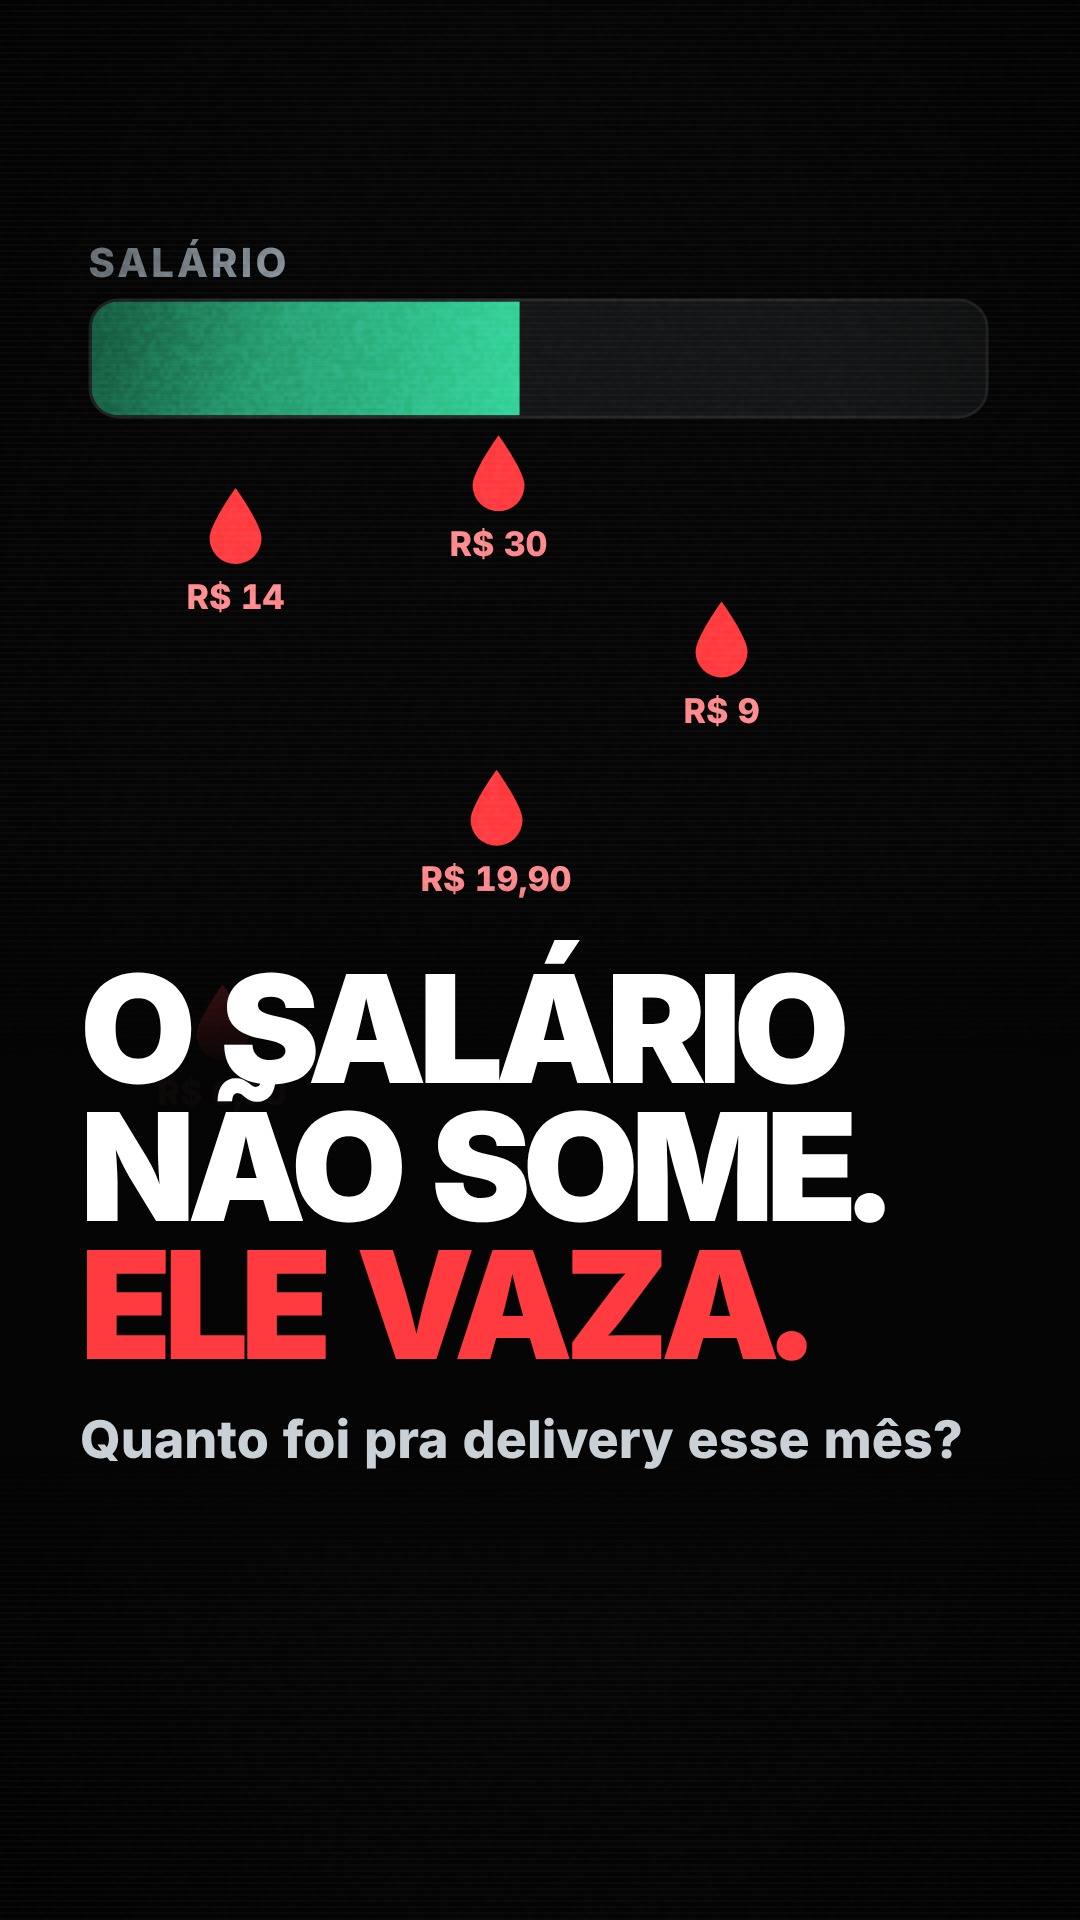 SALÁRIO
R$ 30
R$ 14
R$ 9
R$ 19,90
O SALÁRIO
NÃO SOME.
ELE VAZA.
Quanto foi pra delivery esse mês?